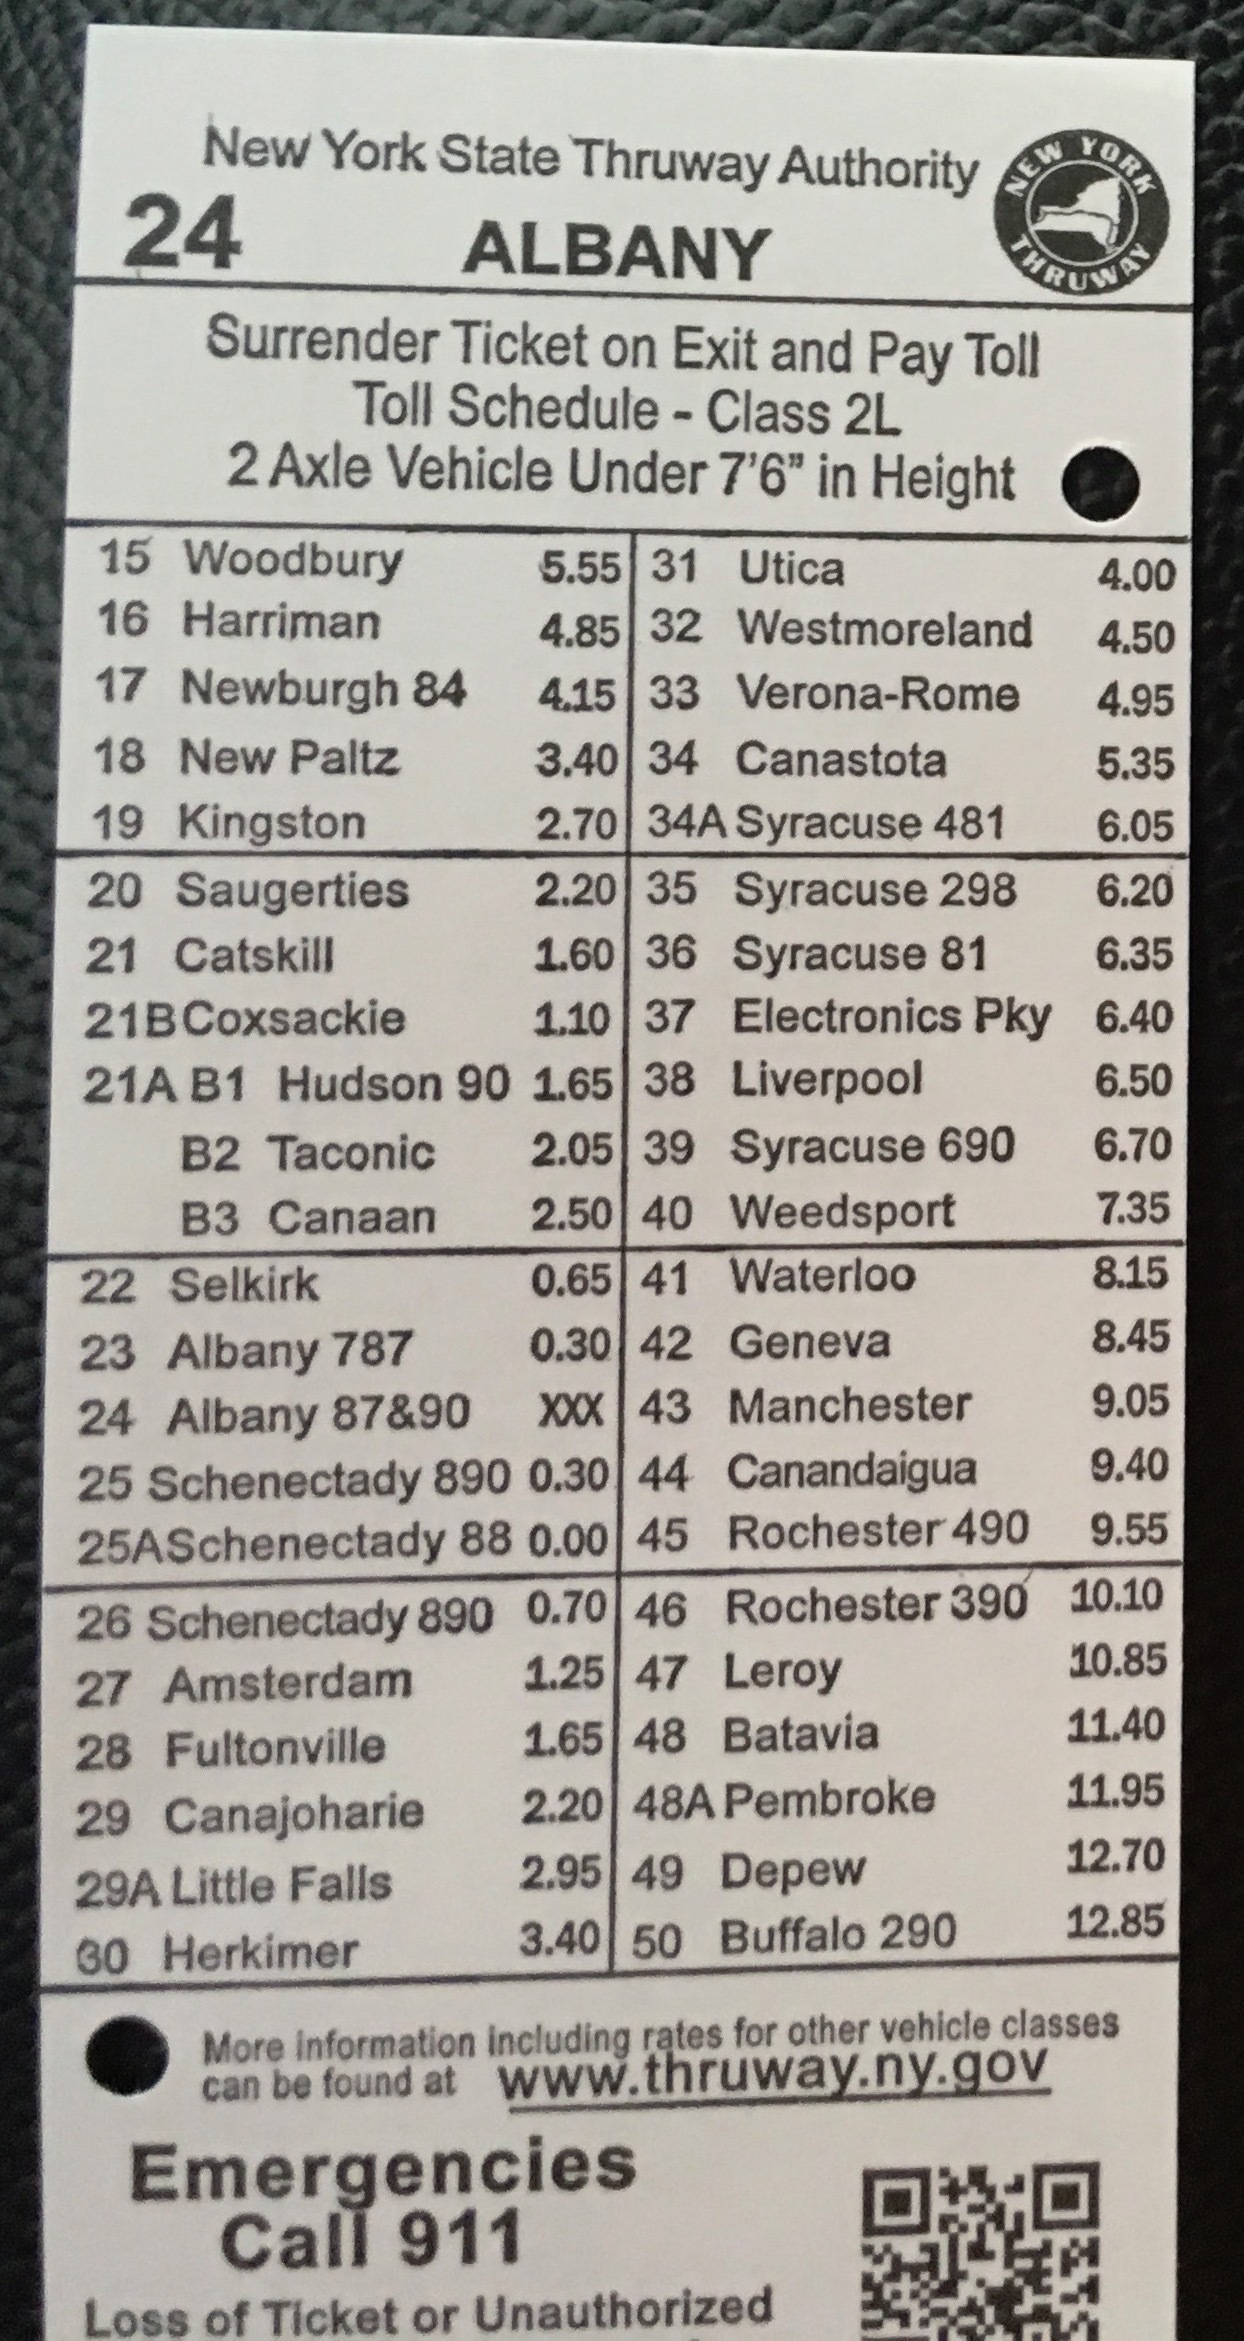 New York State Thruway Authority
NEW YORK
THRUWAY
24 ALBANY
Surrender Ticket on Exit and Pay Toll
Toll Schedule - Class 2L
2 Axle Vehicle Under 7'6" in Height
15 Woodbury 5.55
16 Harriman 4.85
17 Newburgh 84 4.15
18 New Paltz 3.40
19 Kingston 2.70
20 Saugerties 2.20
21 Catskill 1.60
21B Coxsackie 1.10
21A B1 Hudson 90 1.65
B2 Taconic 2.05
B3 Canaan 2.50
22 Selkirk 0.65
23 Albany 787 0.30
24 Albany 87&90 XXX
25 Schenectady 890 0.30
25A Schenectady 88 0.00
26 Schenectady 890 0.70
27 Amsterdam 1.25
28 Fultonville 1.65
29 Canajoharie 2.20
29A Little Falls 2.95
30 Herkimer 3.40
31 Utica 4.00
32 Westmoreland 4.50
33 Verona-Rome 4.95
34 Canastota 5.35
34A Syracuse 481 6.05
35 Syracuse 298 6.20
36 Syracuse 81 6.35
37 Electronics Pky 6.40
38 Liverpool 6.50
39 Syracuse 690 6.70
40 Weedsport 7.35
41 Waterloo 8.15
42 Geneva 8.45
43 Manchester 9.05
44 Canandaigua 9.40
45 Rochester 490 9.55
46 Rochester 390 10.10
47 Leroy 10.85
48 Batavia 11.40
48A Pembroke 11.95
49 Depew 12.70
50 Buffalo 290 12.85
More information including rates for other vehicle classes
can be found at www.thruway.ny.gov
Emergencies
Call 911
Loss of Ticket or Unauthorized